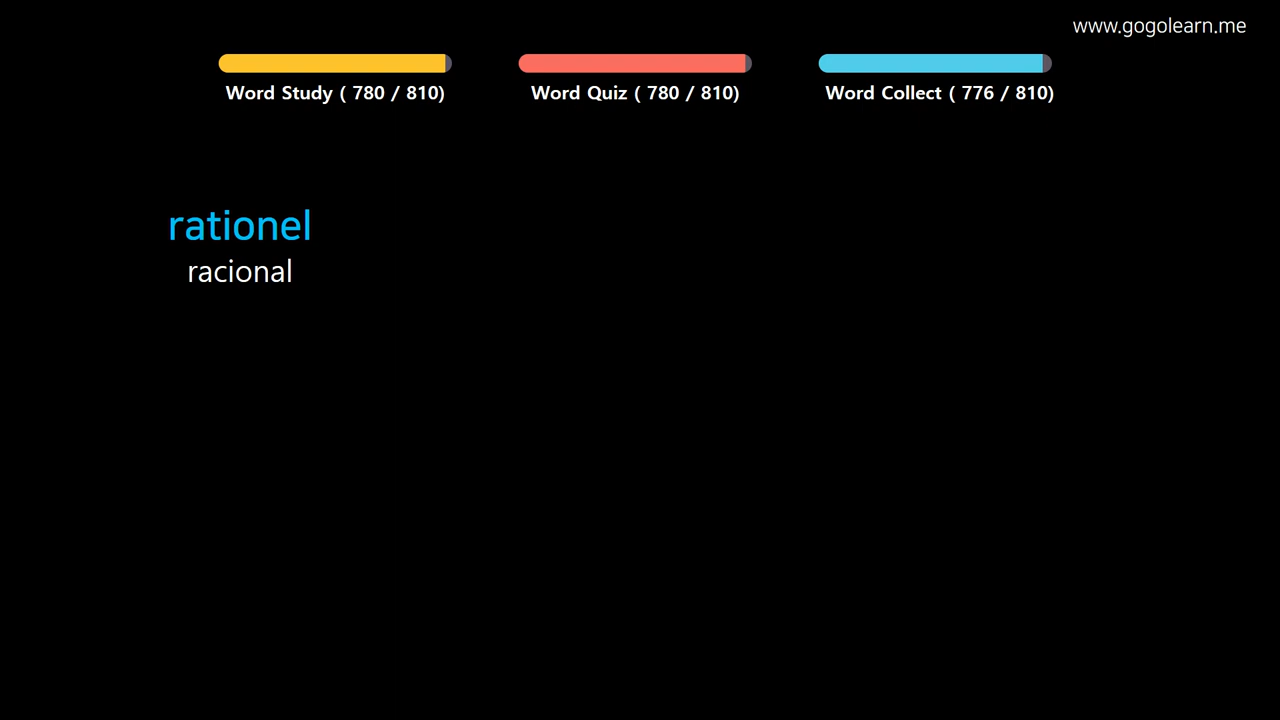 www.gogolearn.me
Word Study ( 780 / 810)
Word Quiz ( 780 / 810)
Word Collect ( 776 / 810)
rationel
racional